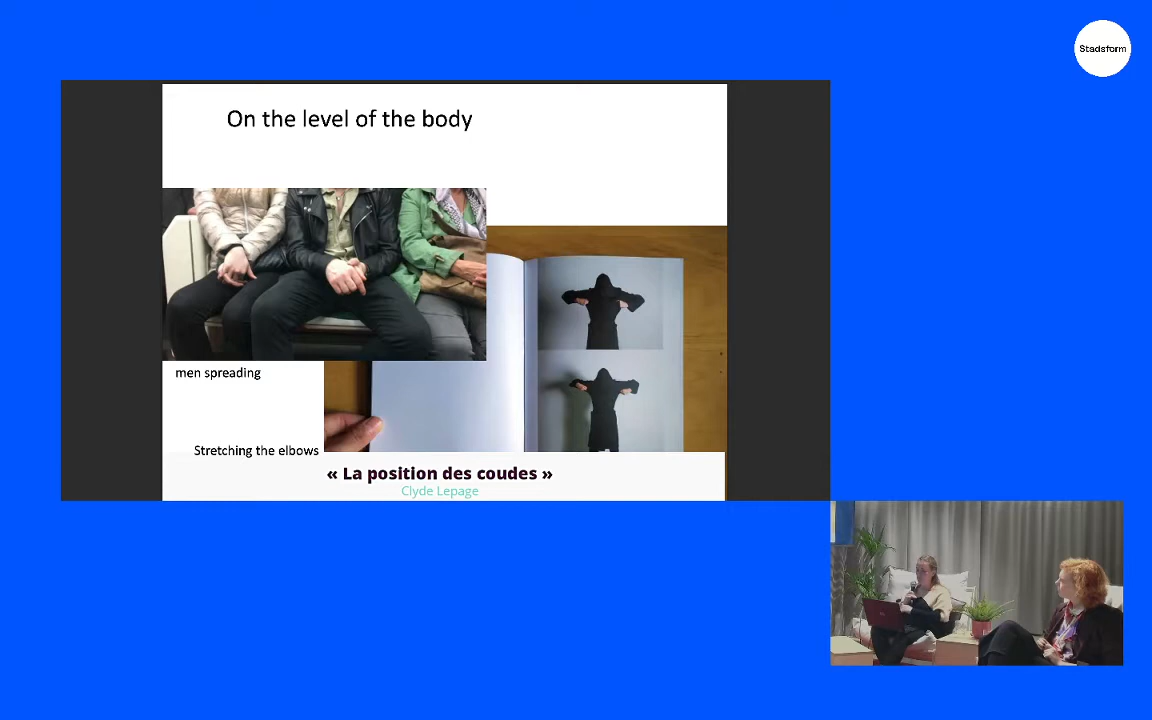 Stadsform
On the level of the body
men spreading
Stretching the elbows
« La position des coudes »
Clyde Lepage